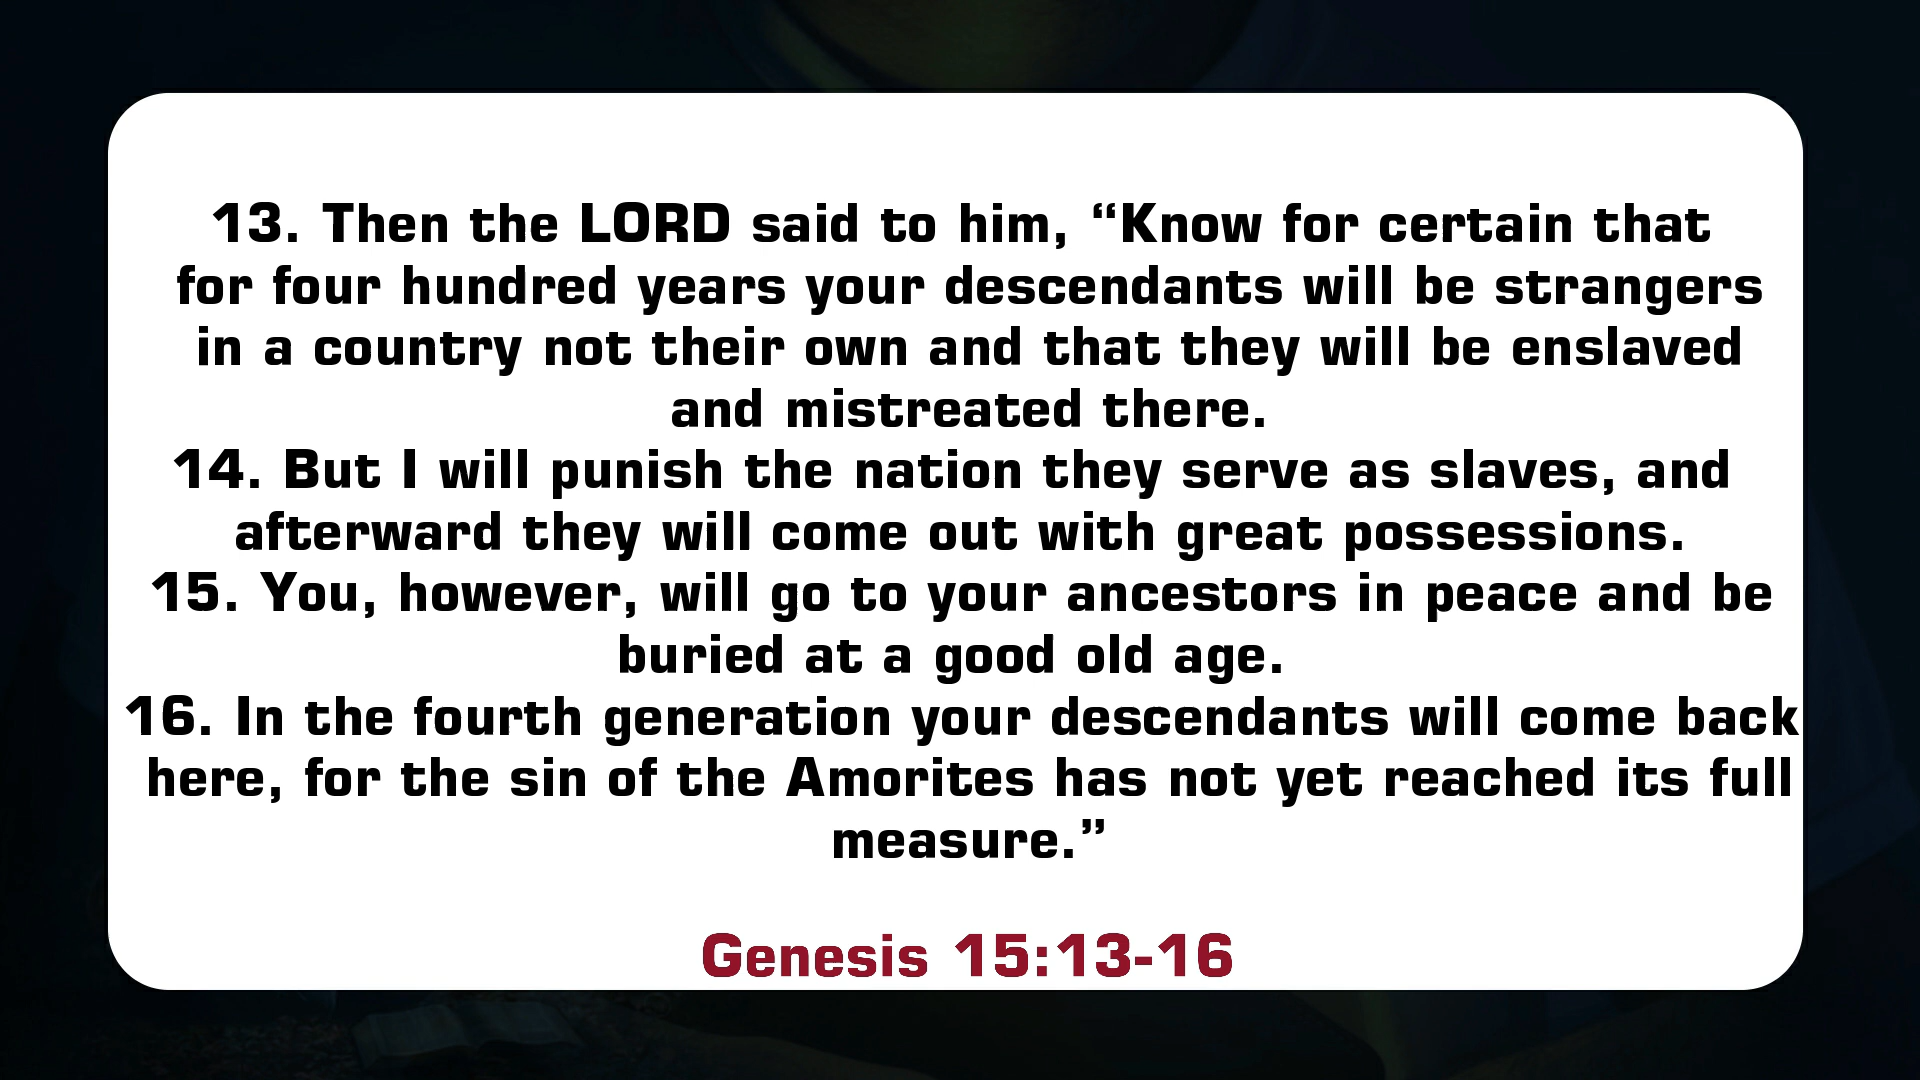 13. Then the LORD said to him, “Know for certain that
for four hundred years your descendants will be strangers
in a country not their own and that they will be enslaved
and mistreated there.
14. But I will punish the nation they serve as slaves, and
afterward they will come out with great possessions.
15. You, however, will go to your ancestors in peace and be
buried at a good old age.
16. In the fourth generation your descendants will come back
here, for the sin of the Amorites has not yet reached its full
measure.”
Genesis 15:13-16